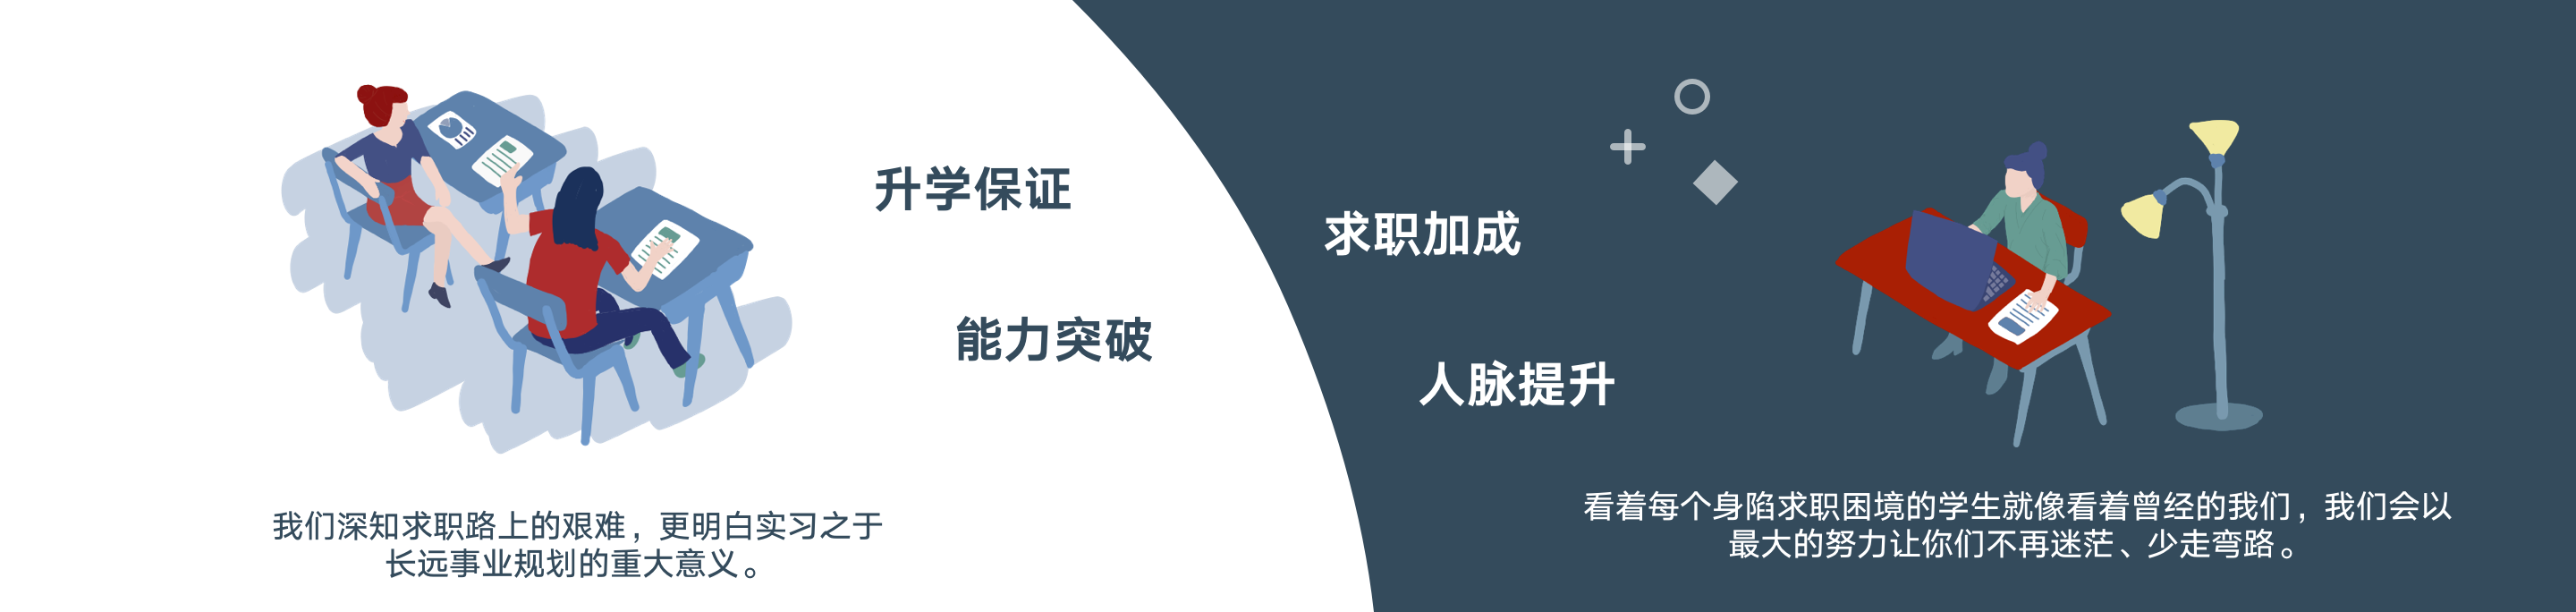 升学保证
能力突破
我们深知求职路上的艰难，更明白实习之于
长远事业规划的重大意义。
求职加成
人脉提升
看着每个身陷求职困境的学生就像看着曾经的我们，我们会以
最大的努力让你们不再迷茫、少走弯路。